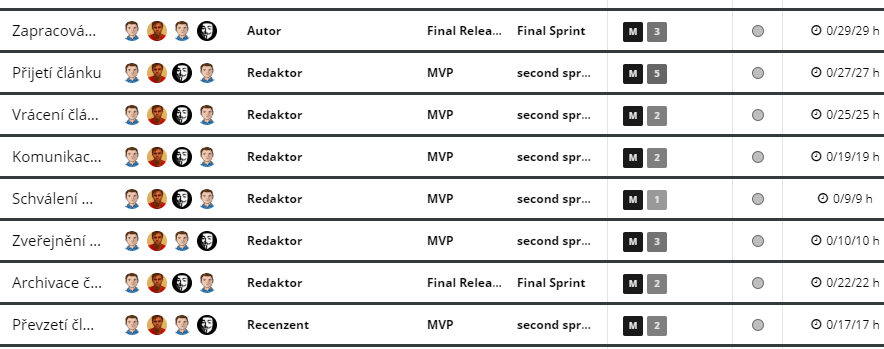 Zapracová... Autor Final Relea... Final Sprint M 3 0/29/29 h
Přijetí článku Redaktor MVP second spr... M 5 0/27/27 h
Vrácení člá... Redaktor MVP second spr... M 2 0/25/25 h
Komunikac... Redaktor MVP second spr... M 2 0/19/19 h
Schválení ... Redaktor MVP second spr... M 1 0/9/9 h
Zveřejnění ... Redaktor MVP second spr... M 3 0/10/10 h
Archivace č... Redaktor Final Relea... Final Sprint M 2 0/22/22 h
Převzetí čl... Recenzent MVP second spr... M 2 0/17/17 h